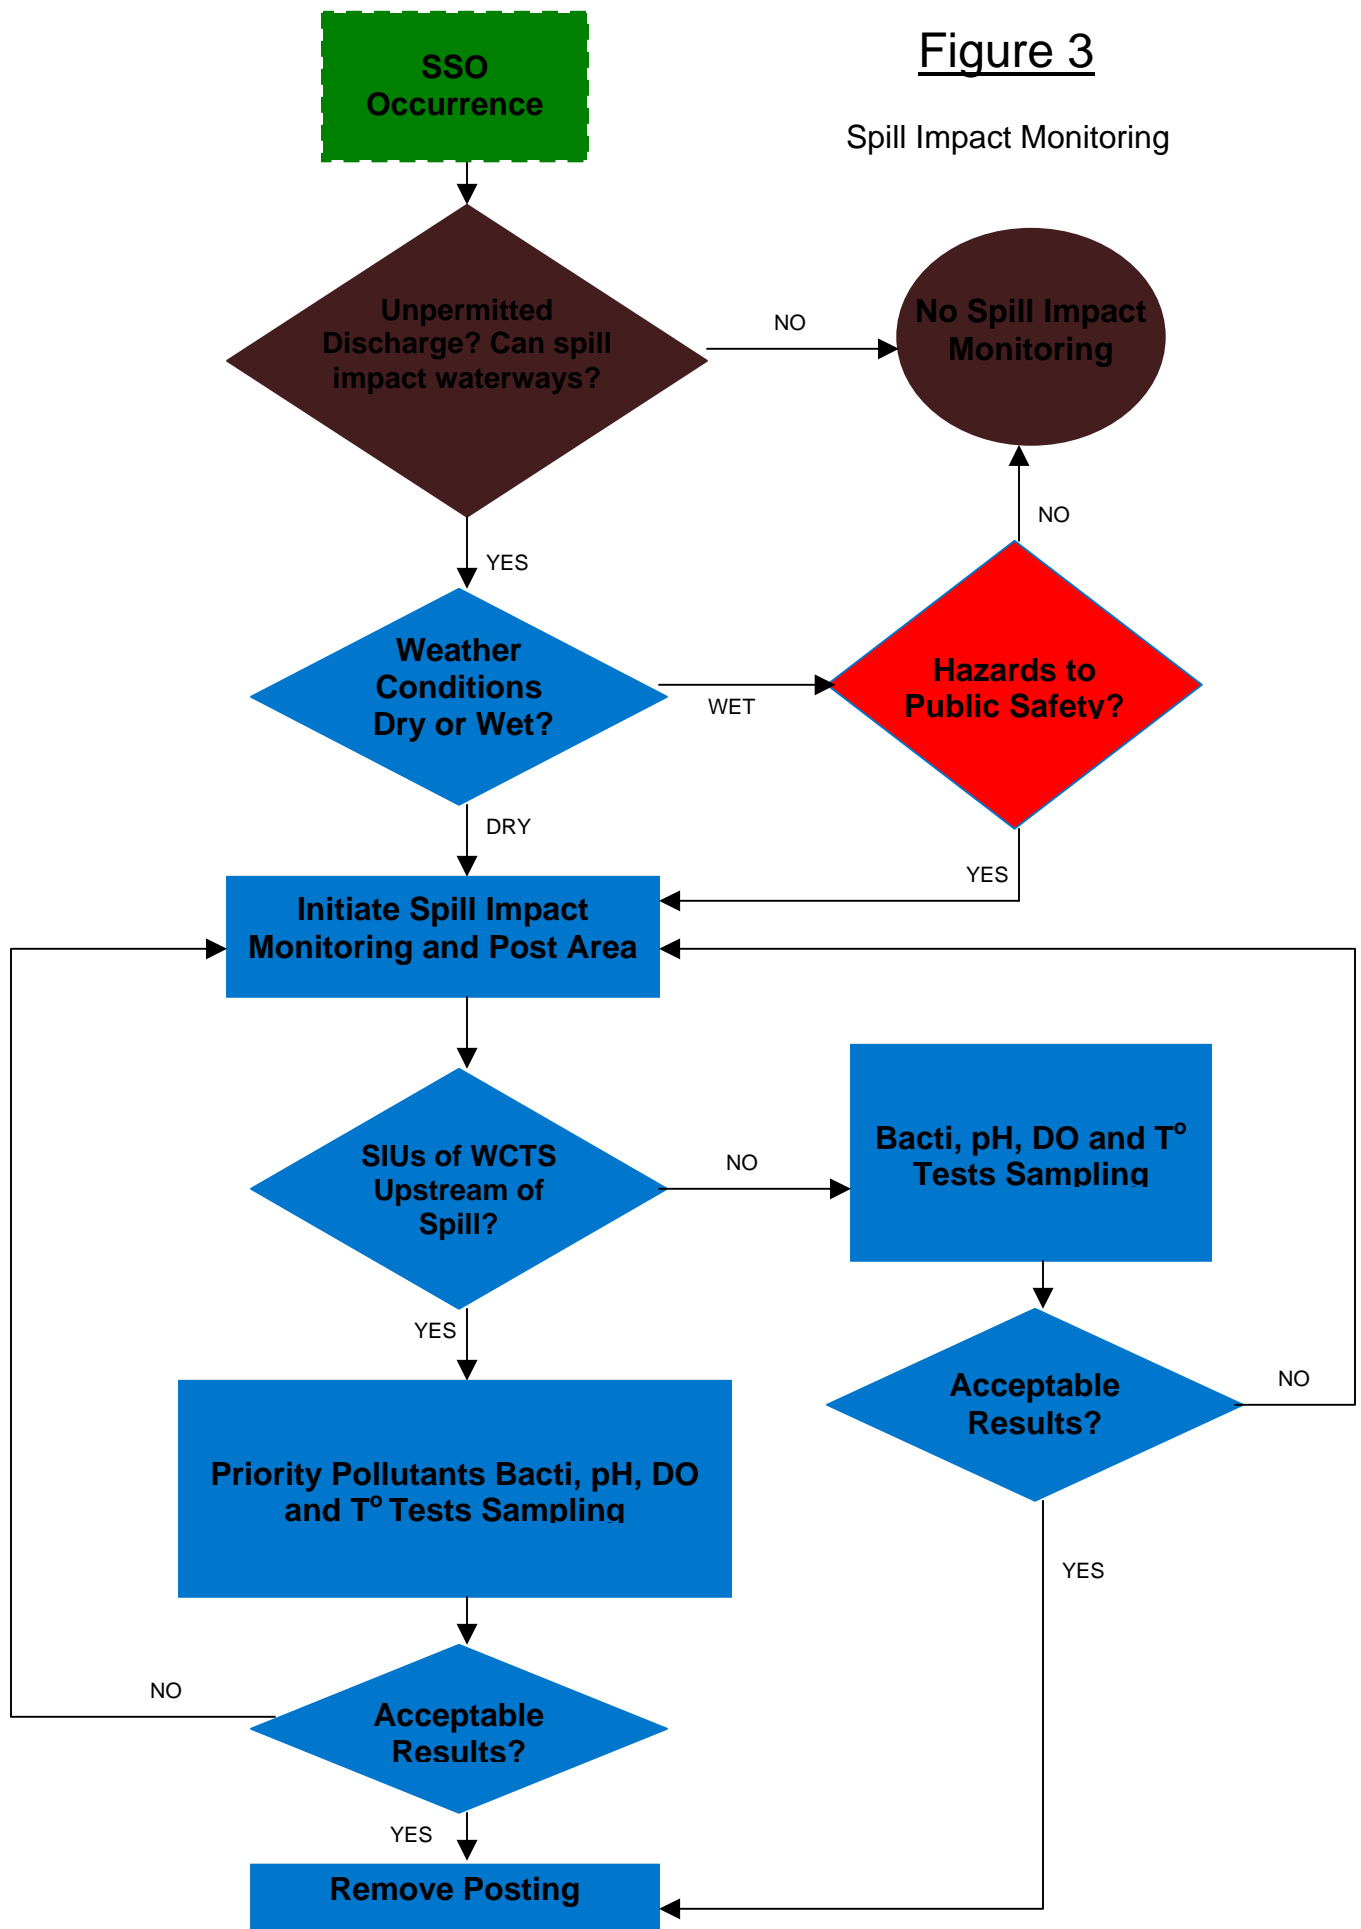 Figure 3
Spill Impact Monitoring
SSO
Occurrence
Unpermitted
Discharge? Can spill
impact waterways?
NO
No Spill Impact
Monitoring
YES
NO
Weather
Conditions
Dry or Wet?
WET
Hazards to
Public Safety?
DRY
YES
Initiate Spill Impact
Monitoring and Post Area
SIUs of WCTS
Upstream of
Spill?
NO
Bacti, pH, DO and Tº
Tests Sampling
YES
Acceptable
Results?
NO
Priority Pollutants Bacti, pH, DO
and Tº Tests Sampling
YES
NO
Acceptable
Results?
YES
Remove Posting